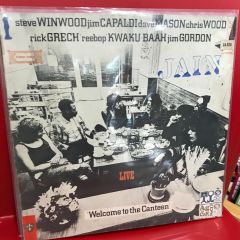 steve WINWOOD jim CAPALDI dave MASON chris WOOD
rick GRECH reebop KWAKU BAAH jim GORDON
LIVE
Welcome to the Canteen